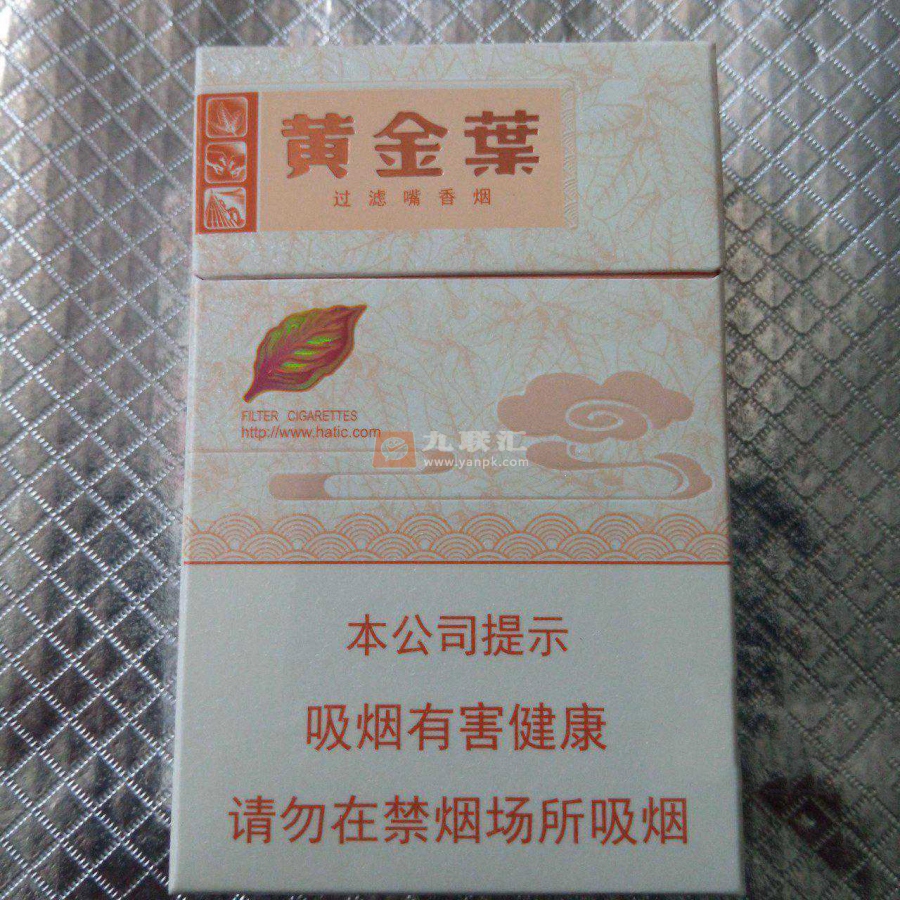 黄金葉
过滤嘴香烟
FILTER CIGARETTES
http://www.hatic.com
九联汇
www.yanpk.com
本公司提示
吸烟有害健康
请勿在禁烟场所吸烟